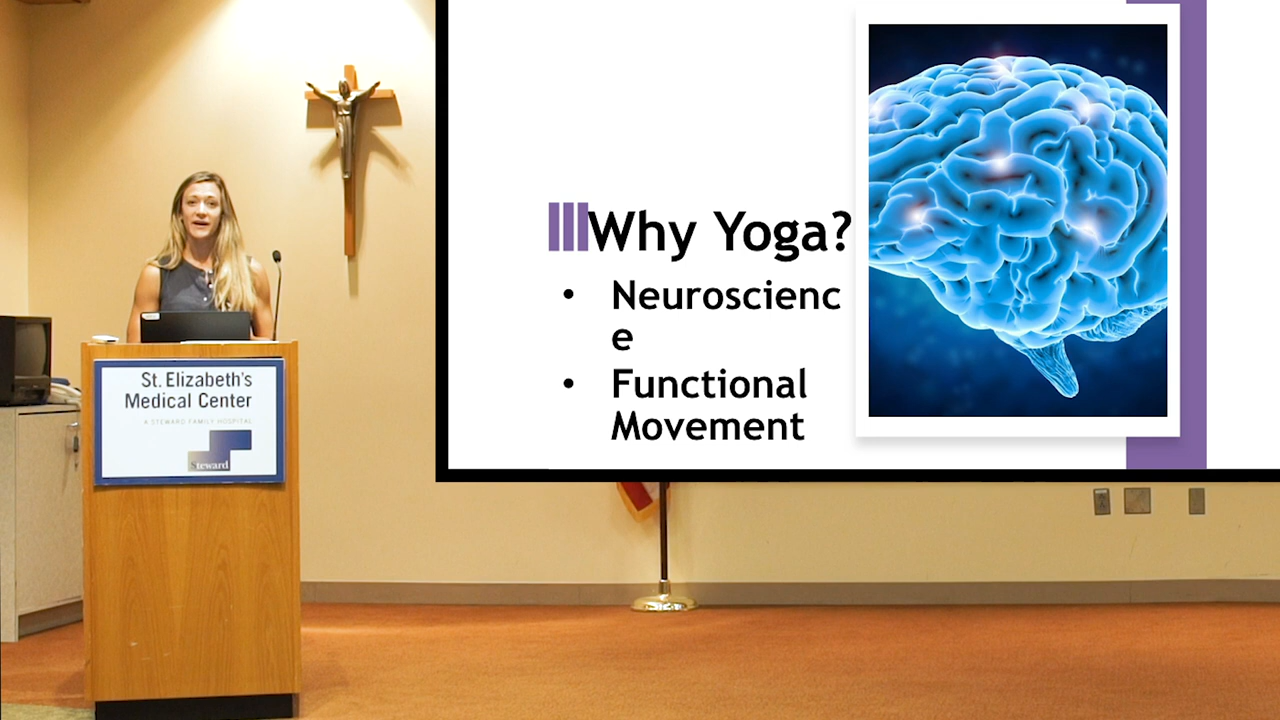 Why Yoga?
• Neuroscienc
e
• Functional
Movement
St. Elizabeth's
Medical Center
A STEWARD FAMILY HOSPITAL
Steward